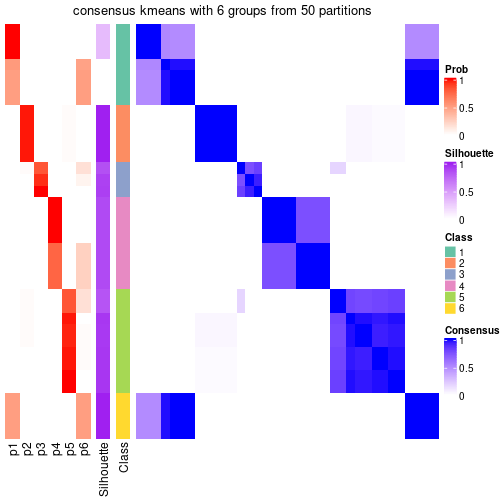 consensus kmeans with 6 groups from 50 partitions
Prob
1
0.5
0
Silhouette
1
0.5
0
Class
1
2
3
4
5
6
Consensus
1
0.5
0
p1
p2
p3
p4
p5
p6
Silhouette
Class